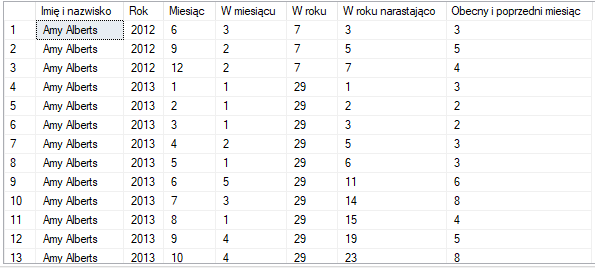 Imię i nazwisko Rok Miesiąc W miesiącu W roku W roku narastająco Obecny i poprzedni miesiąc
1 Amy Alberts 2012 6 3 7 3 3
2 Amy Alberts 2012 9 2 7 5 5
3 Amy Alberts 2012 12 2 7 7 4
4 Amy Alberts 2013 1 1 29 1 3
5 Amy Alberts 2013 2 1 29 2 2
6 Amy Alberts 2013 3 1 29 3 2
7 Amy Alberts 2013 4 2 29 5 3
8 Amy Alberts 2013 5 1 29 6 3
9 Amy Alberts 2013 6 5 29 11 6
10 Amy Alberts 2013 7 3 29 14 8
11 Amy Alberts 2013 8 1 29 15 4
12 Amy Alberts 2013 9 4 29 19 5
13 Amy Alberts 2013 10 4 29 23 8